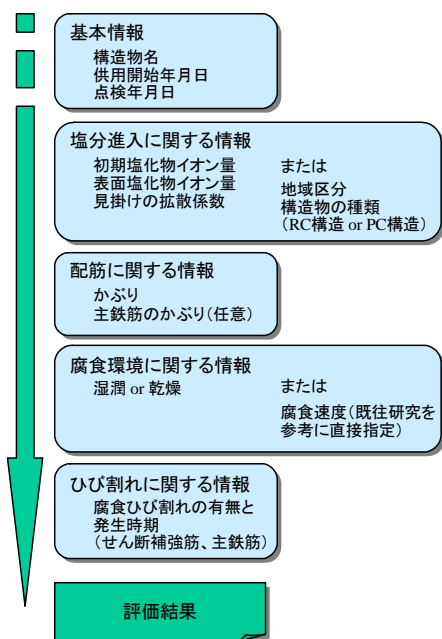 基本情報
構造物名
供用開始年月日
点検年月日
塩分進入に関する情報
初期塩化物イオン量
表面塩化物イオン量
見掛けの拡散係数
または
地域区分
構造物の種類
(RC構造 or PC構造)
配筋に関する情報
かぶり
主鉄筋のかぶり(任意)
腐食環境に関する情報
湿潤 or 乾燥
または
腐食速度(既往研究を
参考に直接指定)
ひび割れに関する情報
腐食ひび割れの有無と
発生時期
(せん断補強筋、主鉄筋)
評価結果